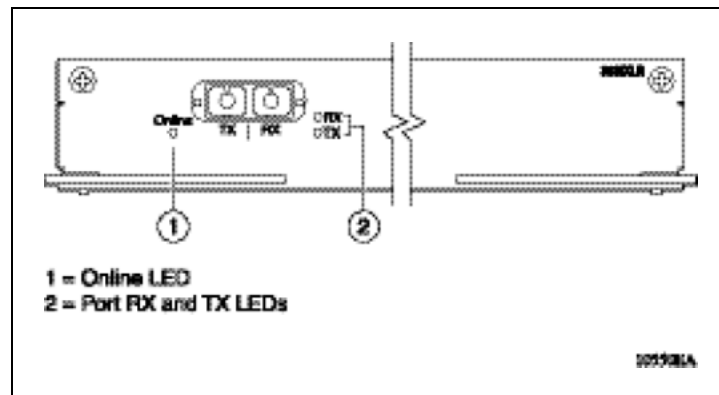 Online
TX
RX
RX
TX
1
2
1 = Online LED
2 = Port RX and TX LEDs